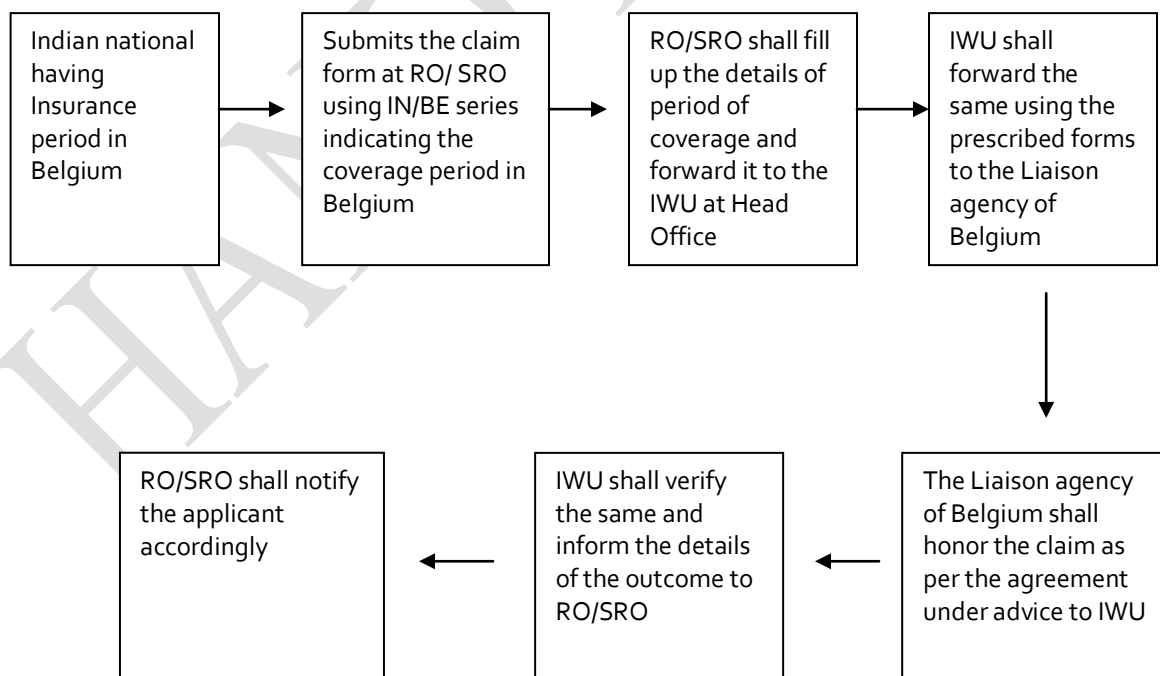 Indian national
having
Insurance
period in
Belgium
Submits the claim
form at RO/ SRO
using IN/BE series
indicating the
coverage period in
Belgium
RO/SRO shall fill
up the details of
period of
coverage and
forward it to the
IWU at Head
Office
IWU shall
forward the
same using the
prescribed forms
to the Liaison
agency of
Belgium
The Liaison agency
of Belgium shall
honor the claim as
per the agreement
under advice to IWU
IWU shall verify
the same and
inform the details
of the outcome to
RO/SRO
RO/SRO shall notify
the applicant
accordingly
HA